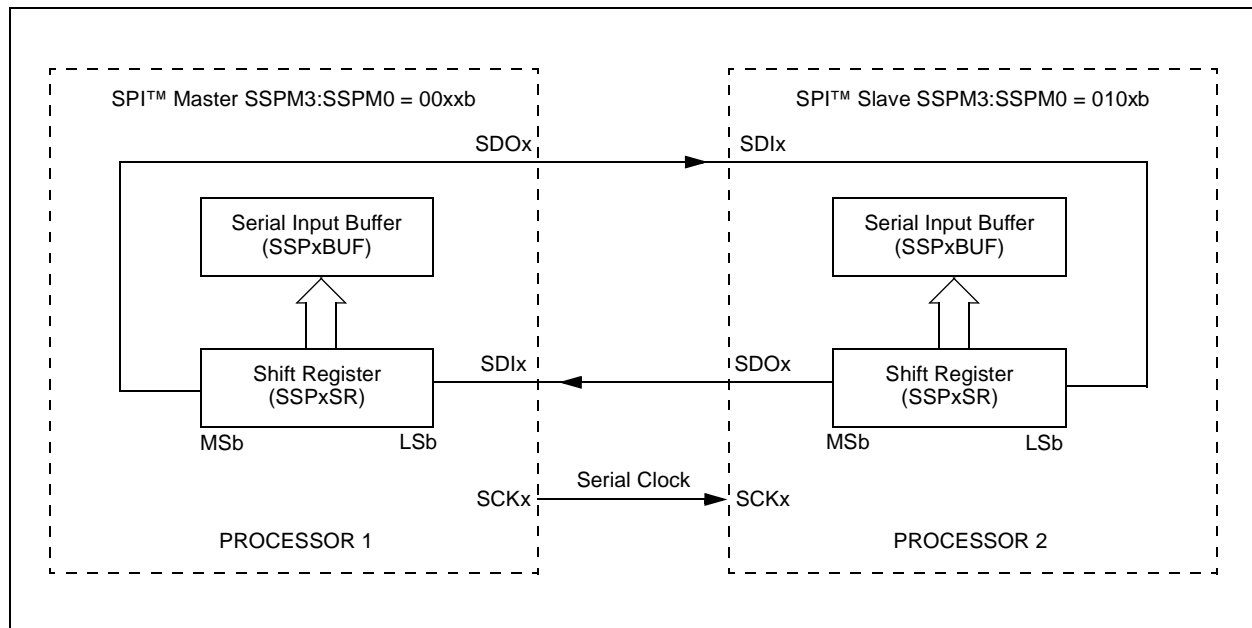 SPI™ Master SSPM3:SSPM0 = 00xxb
SPI™ Slave SSPM3:SSPM0 = 010xb
SDOx
SDIx
Serial Input Buffer
(SSPxBUF)
Serial Input Buffer
(SSPxBUF)
SDIx
SDOx
Shift Register
(SSPxSR)
Shift Register
(SSPxSR)
MSb
LSb
MSb
LSb
Serial Clock
SCKx
SCKx
PROCESSOR 1
PROCESSOR 2